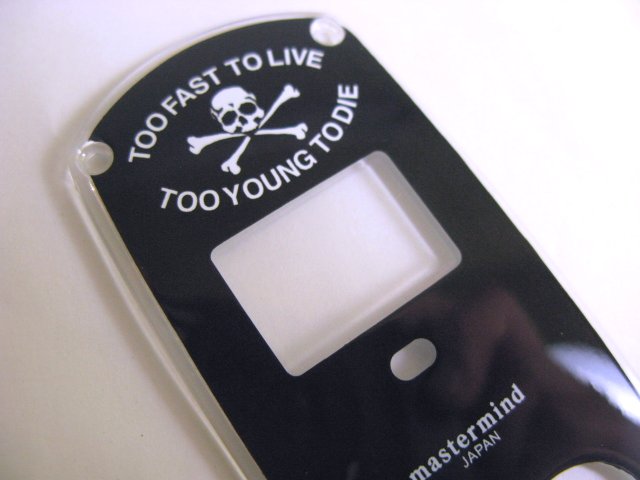 TOO FAST TO LIVE
TOO YOUNG TO DIE
mastermind
JAPAN